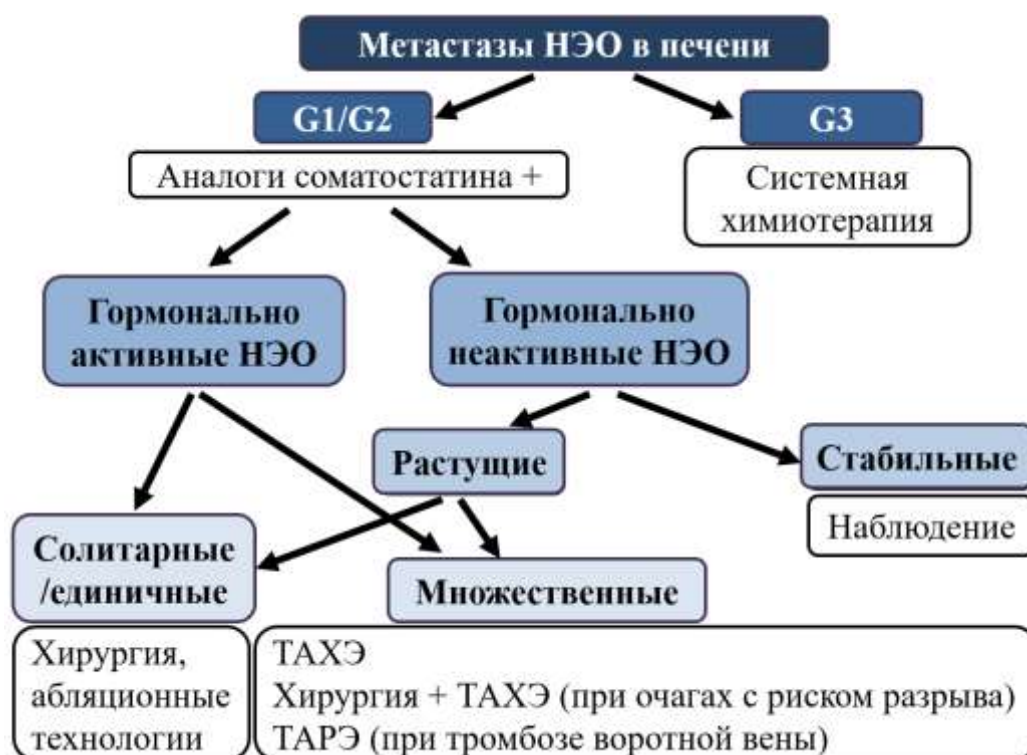 Метастазы НЭО в печени
G1/G2
G3
Аналоги соматостатина +
Системная
химиотерапия
Гормонально
активные НЭО
Гормонально
неактивные НЭО
Растущие
Стабильные
Наблюдение
Солитарные
/единичные
Множественные
Хирургия,
абляционные
технологии
ТАХЭ
Хирургия + ТАХЭ (при очагах с риском разрыва)
ТАРЭ (при тромбозе воротной вены)